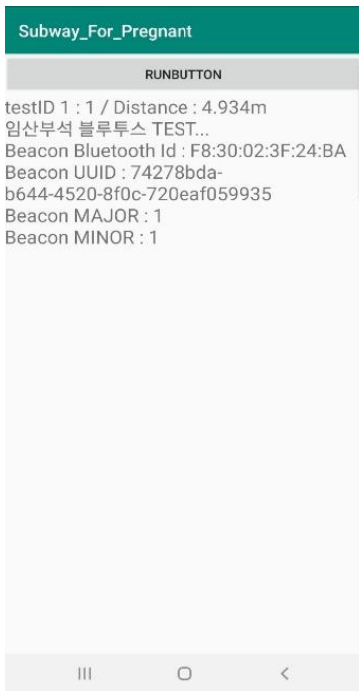 Subway_For_Pregnant
RUNBUTTON
testID 1 : 1 / Distance : 4.934m
임산부석 블루투스 TEST...
Beacon Bluetooth Id : F8:30:02:3F:24:BA
Beacon UUID : 74278bda-
b644-4520-8f0c-720eaf059935
Beacon MAJOR : 1
Beacon MINOR : 1